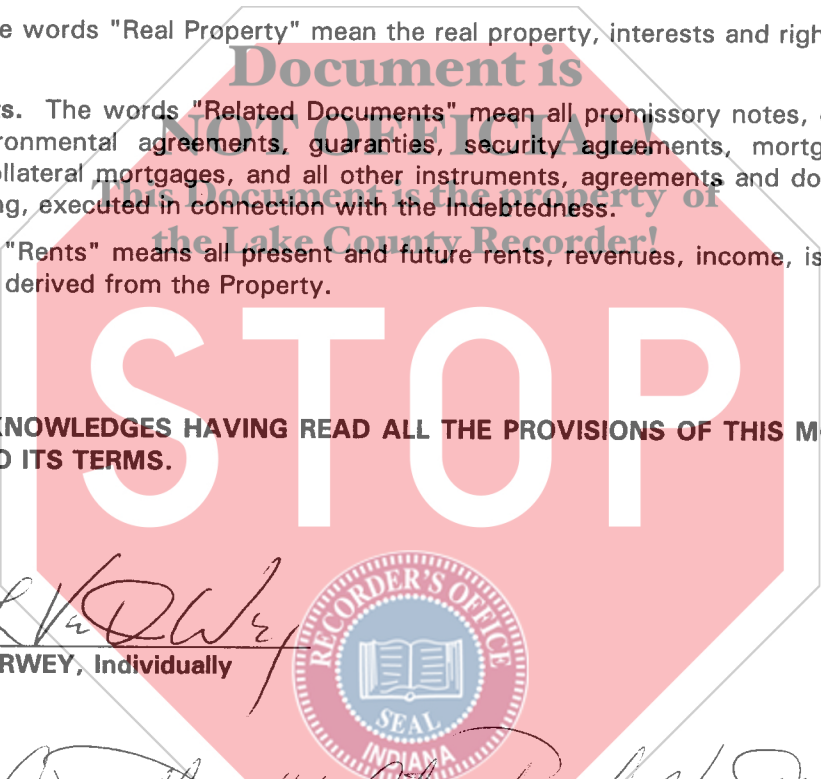 e words "Real Property" mean the real property, interests and righ
Document is
s. The words "Related Documents" mean all promissory notes,
NOT OFFICIAL!
ronmental agreements, guaranties, security agreements, mortg
ollateral mortgages, and all other instruments, agreements and do
This Document is the property of
ng, executed in connection with the Indebtedness.
the Lake County Recorder!
"Rents" means all present and future rents, revenues, income, is
derived from the Property.
STOP
KNOWLEDGES HAVING READ ALL THE PROVISIONS OF THIS M
D ITS TERMS.
RWEY, Individually
RECORDER'S OFFICE
SEAL
INDIANA